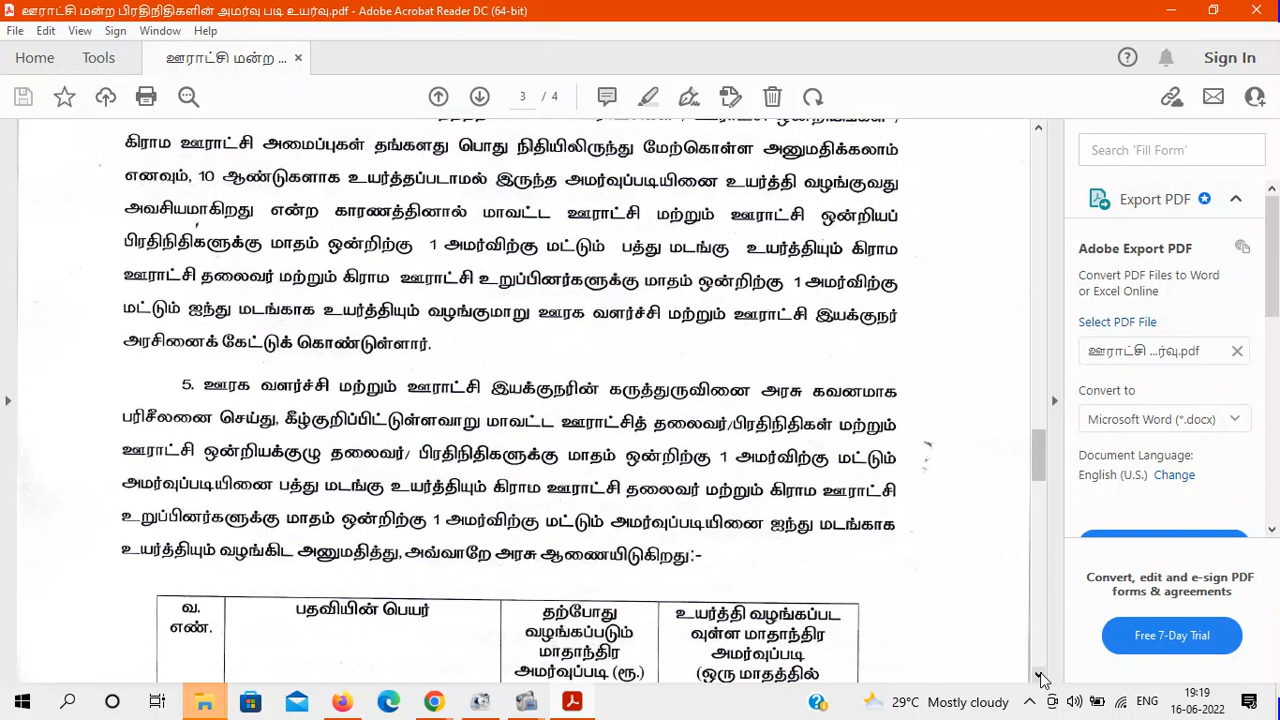 ஊராட்சி மன்ற பிரதிநிதிகளின் அமர்வு படி உயர்வு.pdf - Adobe Acrobat Reader DC (64-bit)
File Edit View Sign Window Help
Home Tools ஊராட்சி மன்ற ... × Sign In
3 / 4
கிராம ஊராட்சி அமைப்புகள் தங்களது பொது நிதியிலிருந்து மேற்கொள்ள அனுமதிக்கலாம்
எனவும், 10 ஆண்டுகளாக உயர்த்தப்படாமல் இருந்த அமர்வுப்படியினை உயர்த்தி வழங்குவது
அவசியமாகிறது என்ற காரணத்தினால் மாவட்ட ஊராட்சி மற்றும் ஊராட்சி ஒன்றியப்
பிரதிநிதிகளுக்கு மாதம் ஒன்றிற்கு 1 அமர்விற்கு மட்டும் பத்து மடங்கு உயர்த்தியும் கிராம
ஊராட்சி தலைவர் மற்றும் கிராம ஊராட்சி உறுப்பினர்களுக்கு மாதம் ஒன்றிற்கு 1 அமர்விற்கு
மட்டும் ஐந்து மடங்காக உயர்த்தியும் வழங்குமாறு ஊரக வளர்ச்சி மற்றும் ஊராட்சி இயக்குநர்
அரசினைக் கேட்டுக் கொண்டுள்ளார்.
5. ஊரக வளர்ச்சி மற்றும் ஊராட்சி இயக்குநரின் கருத்துருவினை அரசு கவனமாக
பரிசீலனை செய்து, கீழ்குறிப்பிட்டுள்ளவாறு மாவட்ட ஊராட்சித் தலைவர்/பிரதிநிதிகள் மற்றும்
ஊராட்சி ஒன்றியக்குழு தலைவர்/ பிரதிநிதிகளுக்கு மாதம் ஒன்றிற்கு 1 அமர்விற்கு மட்டும்
அமர்வுப்படியினை பத்து மடங்கு உயர்த்தியும் கிராம ஊராட்சி தலைவர் மற்றும் கிராம ஊராட்சி
உறுப்பினர்களுக்கு மாதம் ஒன்றிற்கு 1 அமர்விற்கு மட்டும் அமர்வுப்படியினை ஐந்து மடங்காக
உயர்த்தியும் வழங்கிட அனுமதித்து, அவ்வாறே அரசு ஆணையிடுகிறது:-
வ. எண்.
பதவியின் பெயர்
தற்போது
வழங்கப்படும்
மாதாந்திர
அமர்வுப்படி (ரூ.)
உயர்த்தி வழங்கப்பட
வுள்ள மாதாந்திர
அமர்வுப்படி
(ஒரு மாதத்தில்
Search 'Fill Form'
Export PDF
Adobe Export PDF
Convert PDF Files to Word
or Excel Online
Select PDF File
ஊராட்சி ...ர்வு.pdf
Convert to
Microsoft Word (*.docx)
Document Language:
English (U.S.) Change
Convert, edit and e-sign PDF
forms & agreements
Free 7-Day Trial
29°C Mostly cloudy ENG 19:19
16-06-2022